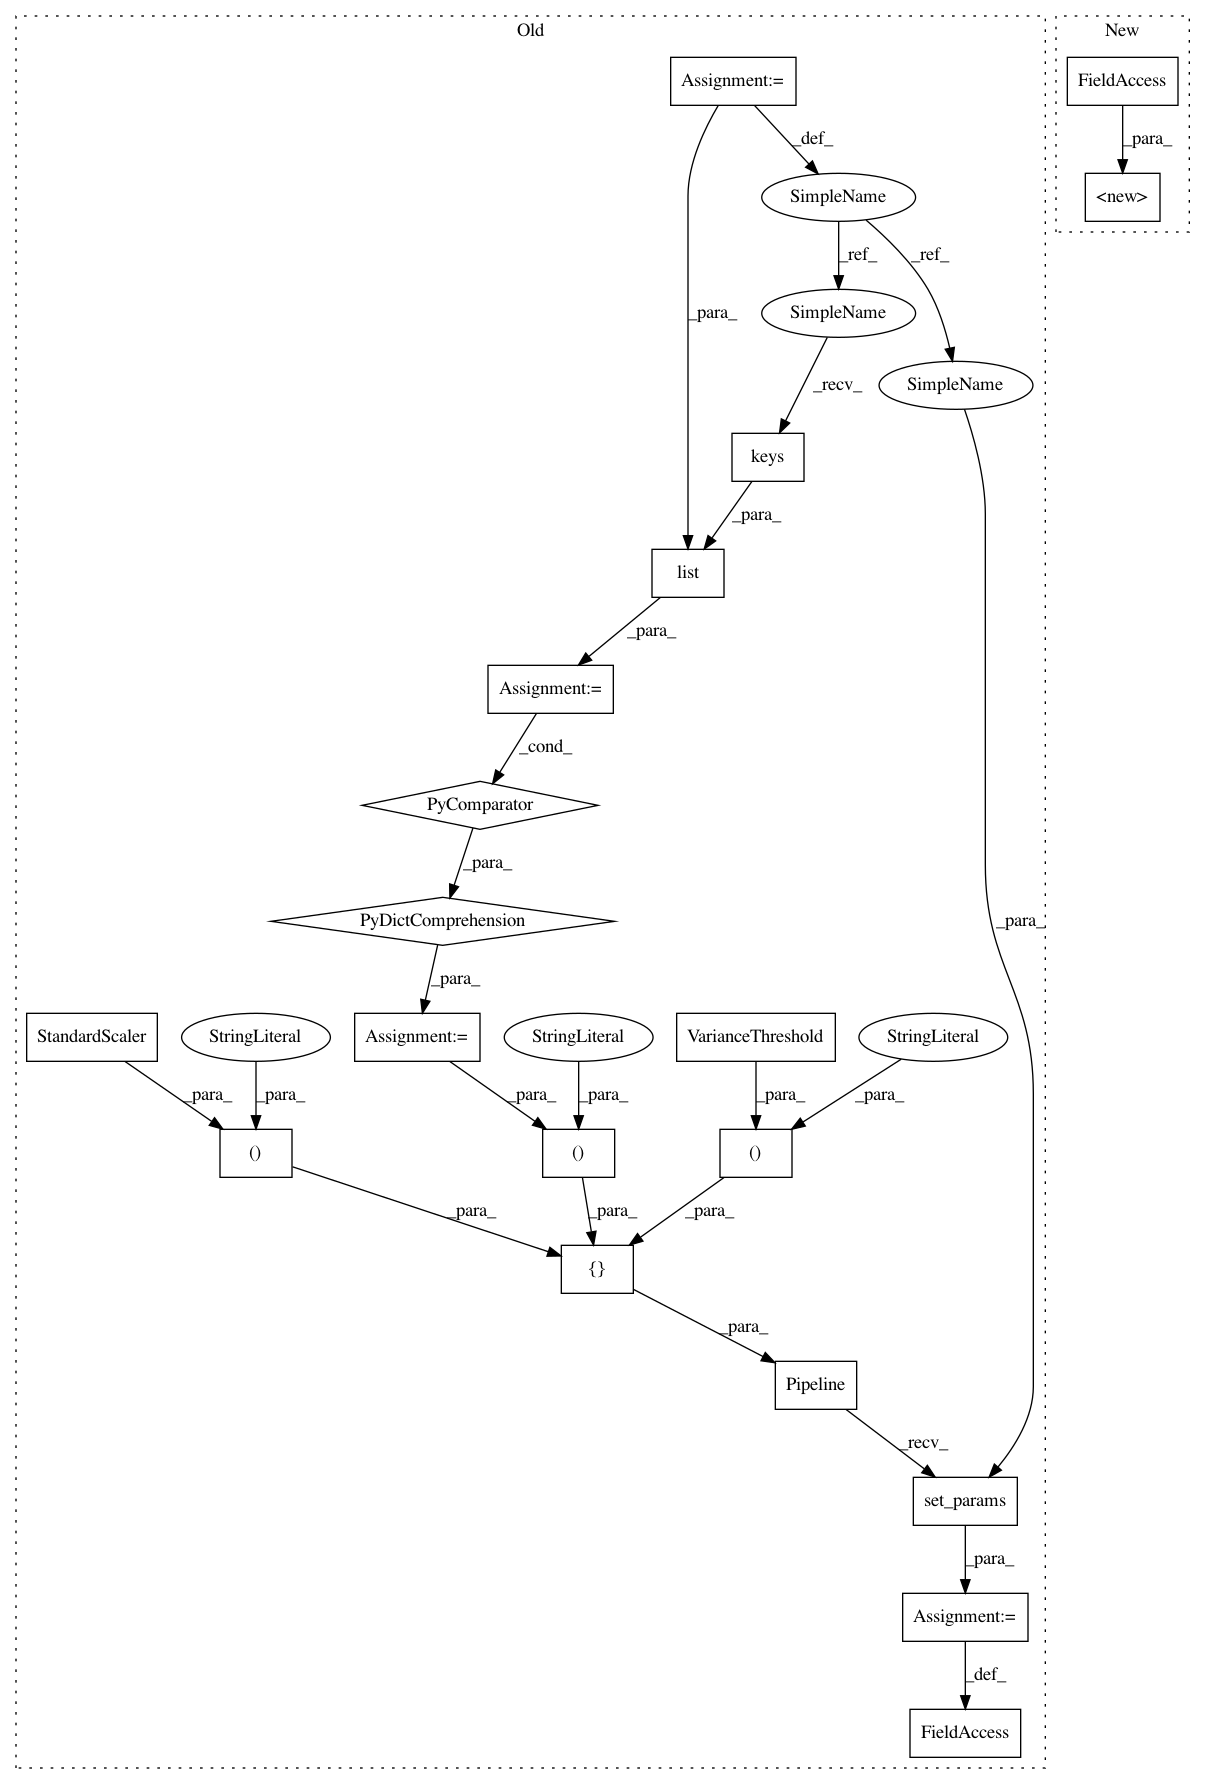 Old
New
Assignment:=
FieldAccess
_def_
_para_
SimpleName
<new>
_ref_
_ref_
_para_
SimpleName
SimpleName
_recv_
keys
_para_
list
_para_
Assignment:=
_cond_
PyComparator
_para_
PyDictComprehension
_para_
_para_
StandardScaler
StringLiteral
Assignment:=
StringLiteral
VarianceThreshold
StringLiteral
_para_
_para_
_para_
_para_
_para_
_para_
()
()
()
_para_
_para_
_para_
{}
_para_
Pipeline
_recv_
set_params
_para_
Assignment:=
_def_
FieldAccess